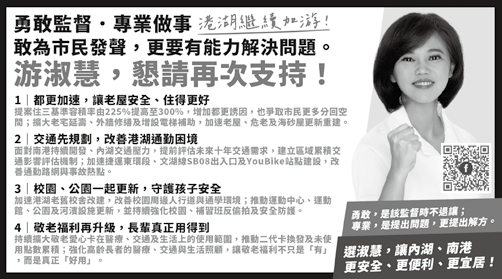 勇敢監督・專業做事 港湖繼續加游!
敢為市民發聲，更要有能力解決問題。
游淑慧，懇請再次支持！
1｜都更加速，讓老屋安全、住得更好
提案住三基準容積率由225%提高至300%，增加都更誘因，也爭取市民更多分回空
間；擴大老宅延壽、外牆修繕及增設電梯補助，加速老屋、危老及海砂屋更新重建。
2｜交通先規劃，改善港湖通勤困境
面對南港持續開發、內湖交通壓力，提前評估未來十年交通需求，建立區域累積交
通影響評估機制；加速捷運東環段、文湖線SB08出入口及YouBike站點建設，改
善通勤路網與事故熱點。
3｜校園、公園一起更新，守護孩子安全
加速港湖老舊校舍改建，改善校園周邊人行道與通學環境；推動運動中心、運動
館、公園及河濱設施更新，並持續強化校園、補習班反偷拍及安全防護。
4｜敬老福利再升級，長輩真正用得到
持續擴大敬老愛心卡在醫療、交通及生活上的使用範圍，推動二代卡換發及未使
用點數累積；強化高齡長者的醫療、交通與生活照顧，讓敬老福利不只是「有」
，而是真正「好用」。
勇敢，是該監督時不退讓；
專業，是提出問題，更提出解方。
選淑慧，讓內湖、南港
更安全、更便利、更宜居！